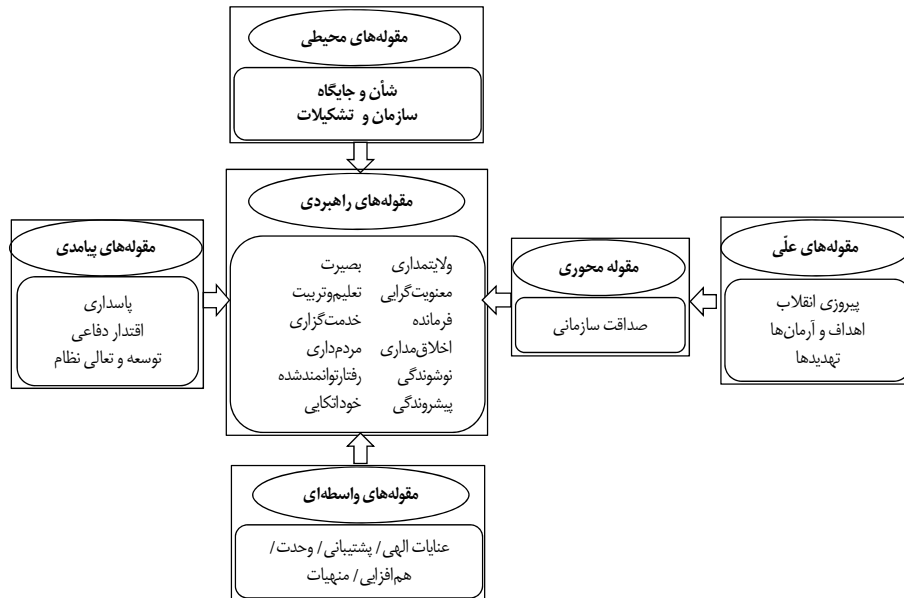 مقوله‌های محیطی
شأن و جایگاه
سازمان و تشکیلات
مقوله‌های علّی
پیروزی انقلاب
اهداف و آرمان‌ها
تهدیدها
مقوله محوری
صداقت سازمانی
مقوله‌های راهبردی
ولایتمداری بصیرت
معنویت‌گرایی تعلیم‌وتربیت
فرمانده خدمت‌گزاری
اخلاق‌مداری مردم‌داری
نوشوندگی رفتارتوانمندشده
پیشروندگی خوداتکایی
مقوله‌های پیامدی
پاسداری
اقتدار دفاعی
توسعه و تعالی نظام
مقوله‌های واسطه‌ای
عنایات الهی/ پشتیبانی/ وحدت/
هم‌افزایی/ منهیات